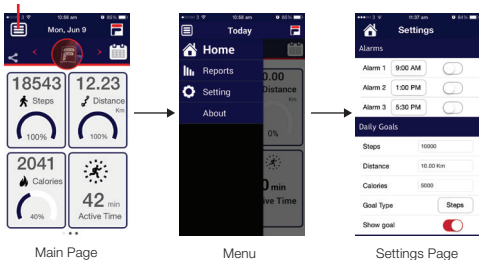 10:58 am 85%
Mon, Jun 9
18543
Steps
100%
12.23
Distance
Km
100%
2041
Calories
40%
42 min
Active Time
Main Page
10:58 am 86%
Today
Home
Reports
Setting
About
0.00
Distance
Km
0%
0 min
ive Time
Menu
11:37 am 84%
Settings
Alarms
Alarm 1 9:00 AM
Alarm 2 1:00 PM
Alarm 3 5:30 PM
Daily Goals
Steps 10000
Distance 10.00 Km
Calories 5000
Goal Type Steps
Show goal
Settings Page